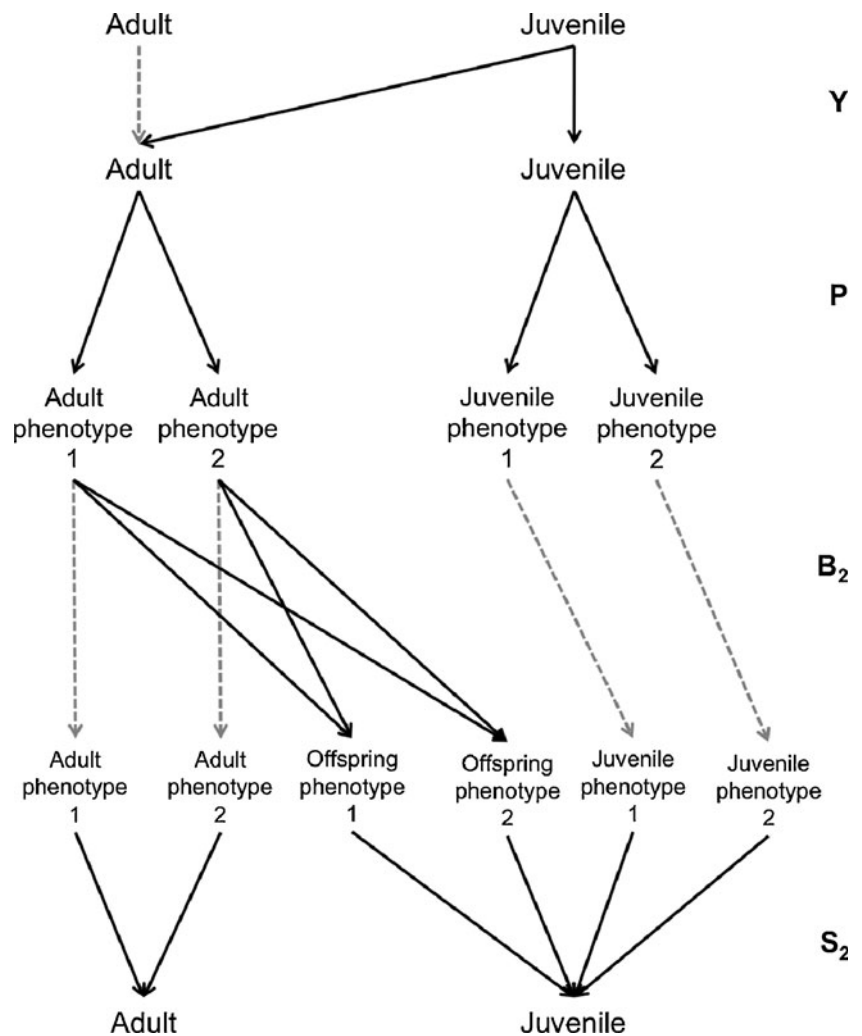 Adult Juvenile
Y
Adult Juvenile
P
Adult Adult Juvenile Juvenile
phenotype phenotype phenotype phenotype
1 2 1 2
B₂
Adult Adult Offspring Offspring Juvenile Juvenile
phenotype phenotype phenotype phenotype phenotype phenotype
1 2 1 2 1 2
S₂
Adult Juvenile